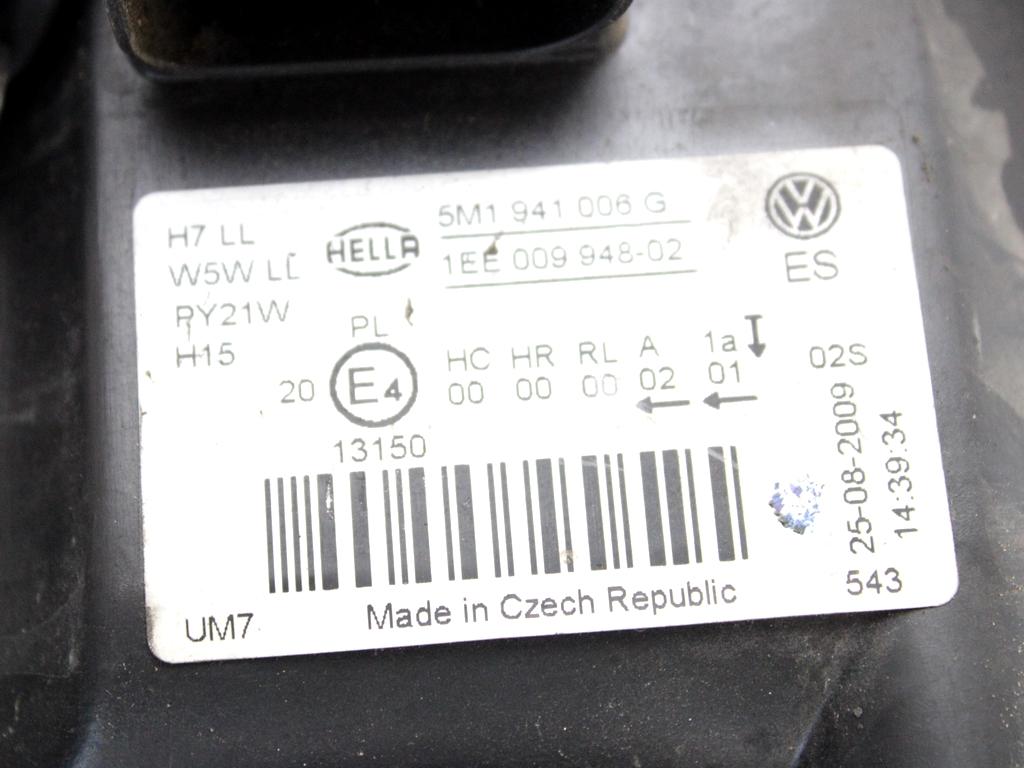 H7 LL
W5W LL
PY21W
H15
HELLA
5M1 941 006 G
1EE 009 948-02
VW
ES
PL
20 E4
13150
HC HR RL A 1a
00 00 00 02 01
02S
25-08-2009
14:39:34
543
Made in Czech Republic
UM7